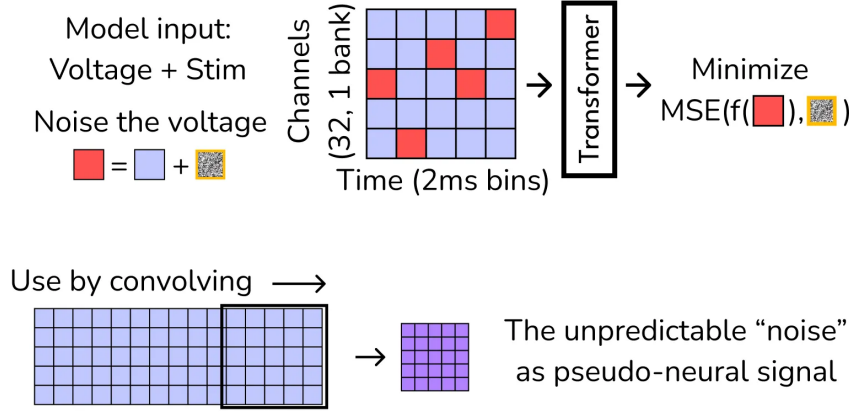 Model input:
Voltage + Stim
Noise the voltage
= +
Channels
(32, 1 bank)
Time (2ms bins)
Transformer
Minimize
MSE(f( ), )
Use by convolving
The unpredictable “noise”
as pseudo-neural signal